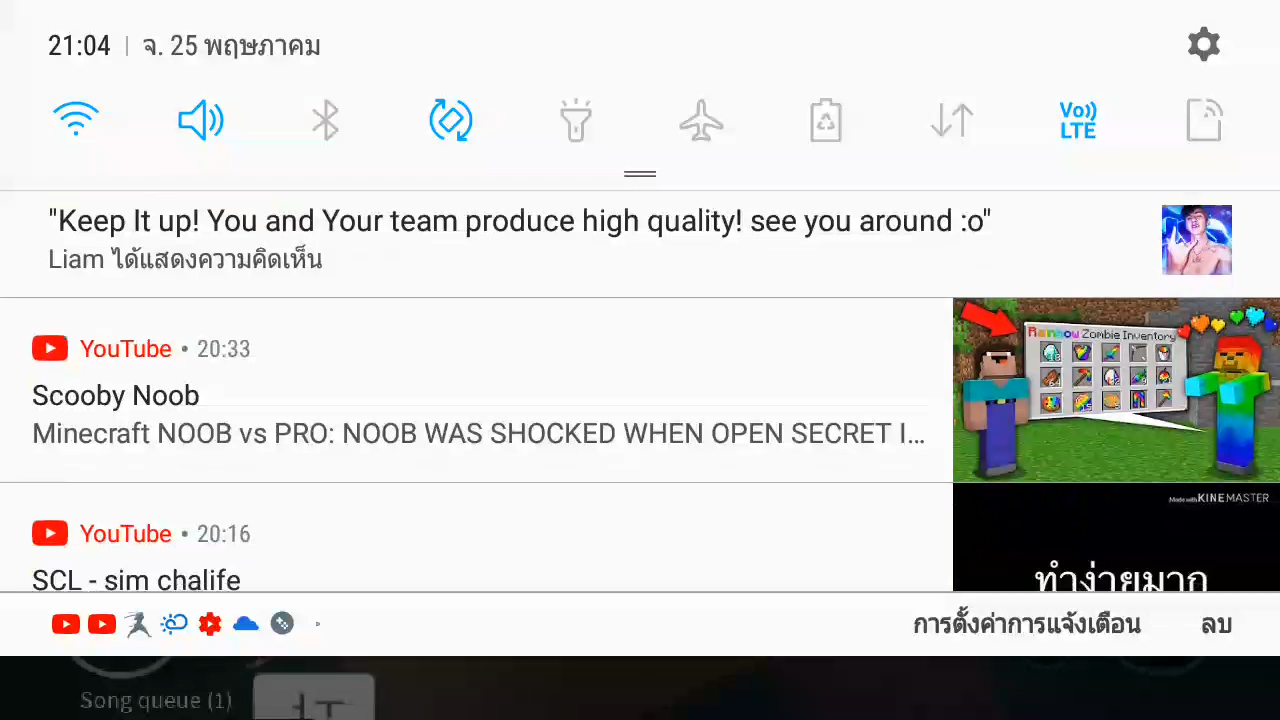 21:04 | จ. 25 พฤษภาคม
Vo))
LTE
"Keep It up! You and Your team produce high quality! see you around :o"
Liam ได้แสดงความคิดเห็น
YouTube • 20:33
Scooby Noob
Minecraft NOOB vs PRO: NOOB WAS SHOCKED WHEN OPEN SECRET I...
Rainbow Zombie Inventory
YouTube • 20:16
SCL - sim chalife
Made with KINEMASTER
ทำง่ายมาก
การตั้งค่าการแจ้งเตือน
ลบ
Song queue (1)